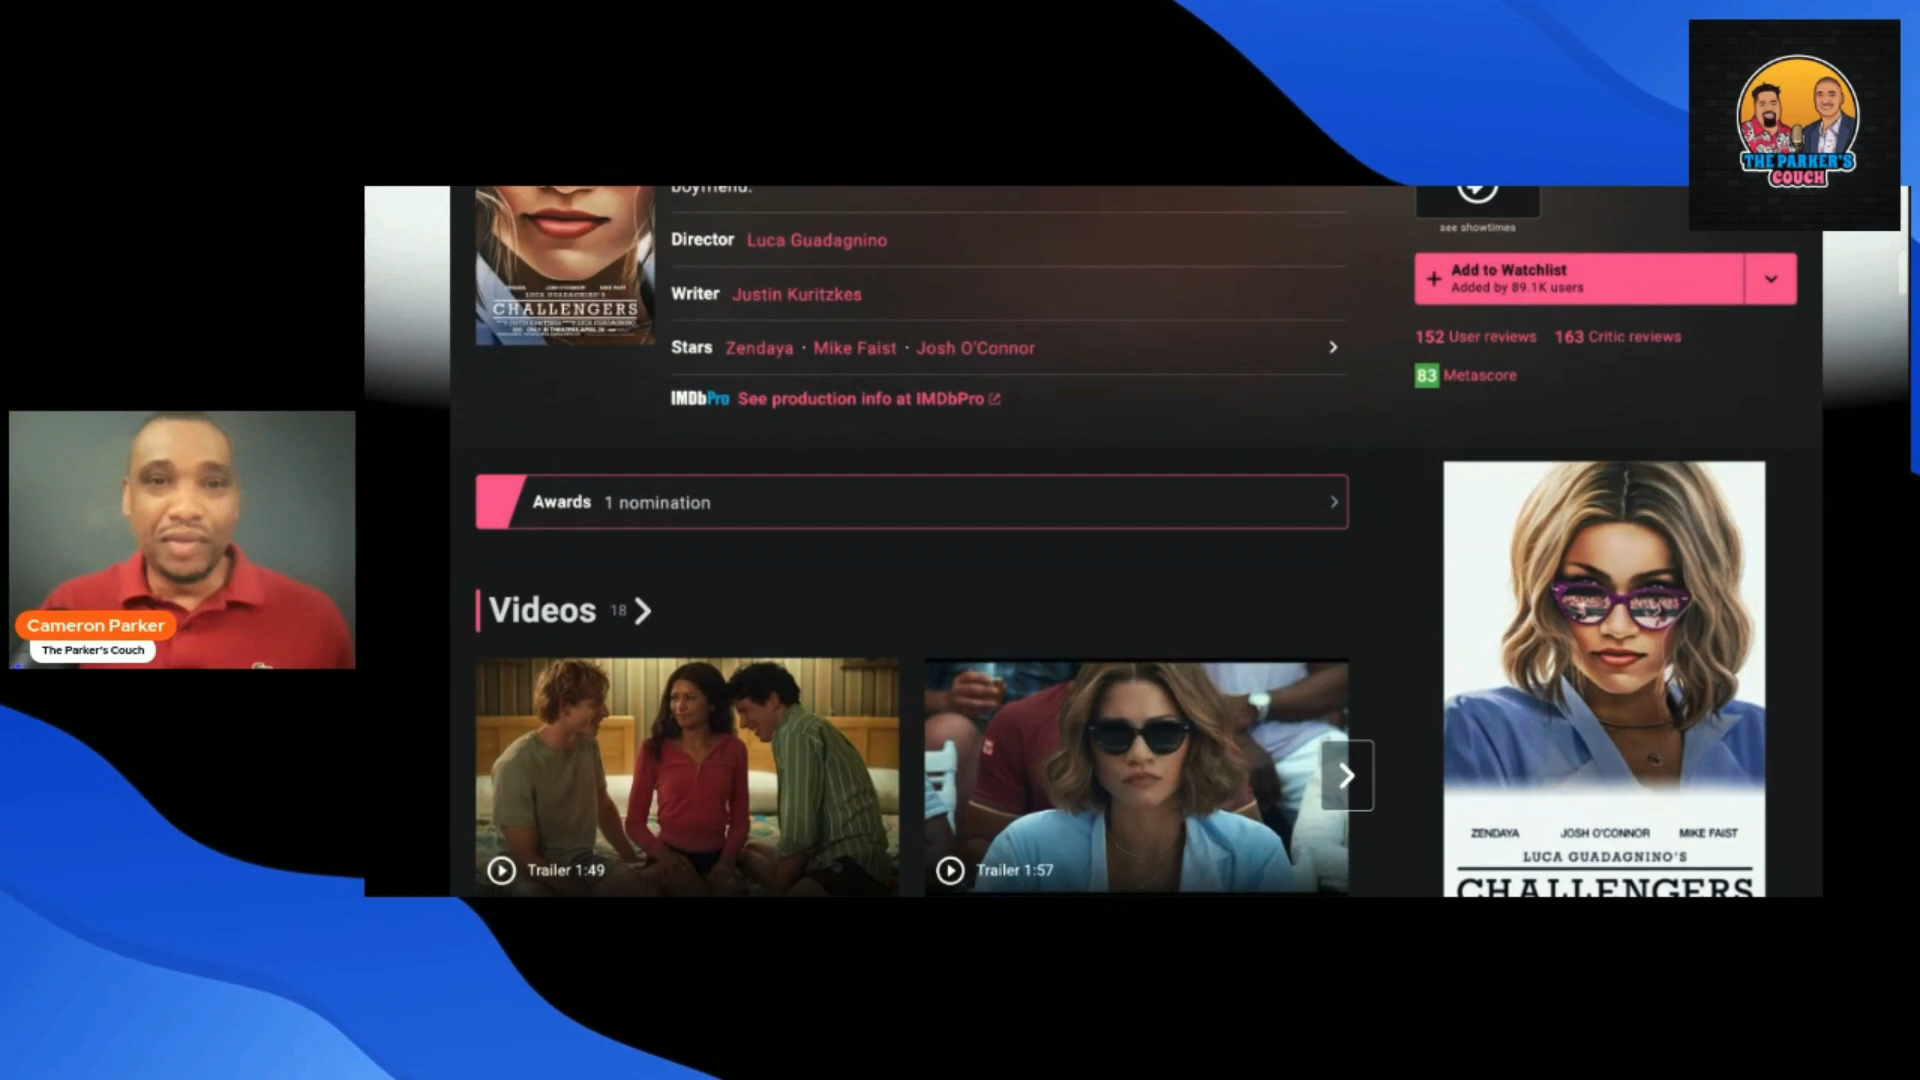 THE PARKER'S
COUCH
boyfriend.
Director Luca Guadagnino
Writer Justin Kuritzkes
Stars Zendaya · Mike Faist · Josh O'Connor
IMDbPro See production info at IMDbPro
LUCA GUADAGNINO'S
CHALLENGERS
see showtimes
+ Add to Watchlist
Added by 89.1K users
152 User reviews 163 Critic reviews
83 Metascore
Awards 1 nomination
Videos 18
Trailer 1:49
Trailer 1:57
ZENDAYA JOSH O'CONNOR MIKE FAIST
LUCA GUADAGNINO'S
CHALLENGERS
Cameron Parker
The Parker's Couch